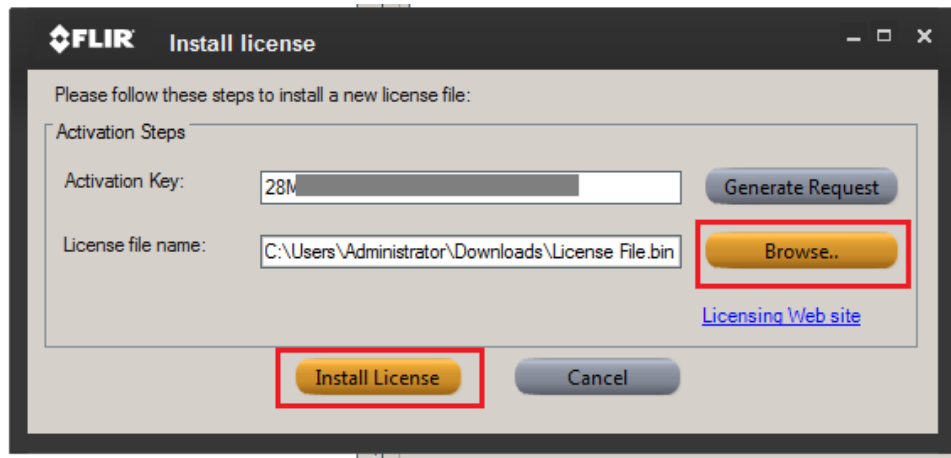 FLIR Install license
Please follow these steps to install a new license file:
Activation Steps
Activation Key: 28M Generate Request
License file name: C:\Users\Administrator\Downloads\License File.bin Browse..
Licensing Web site
Install License Cancel